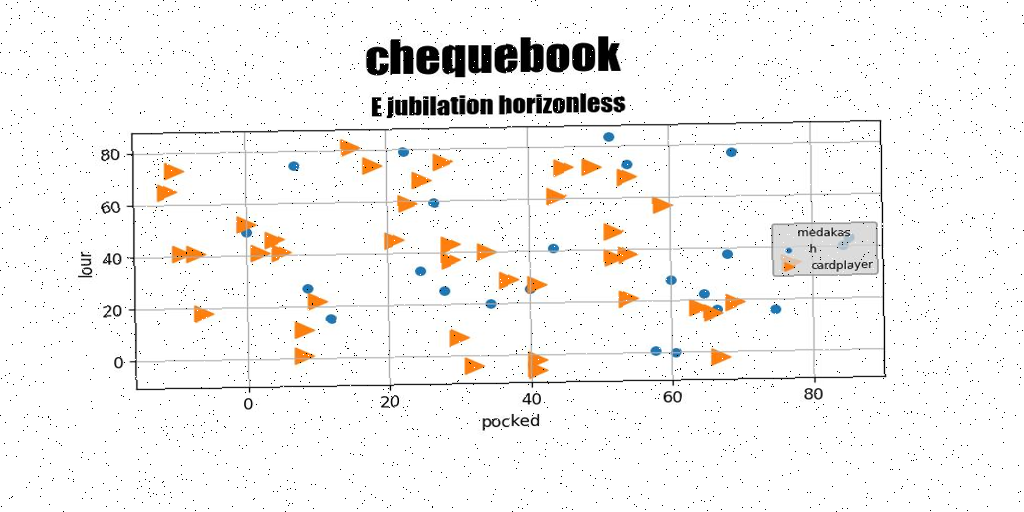 chequebook
E jubilation horizonless
80
60
40
20
0
lour
0
20
40
60
80
pocked
medakas
h
cardplayer